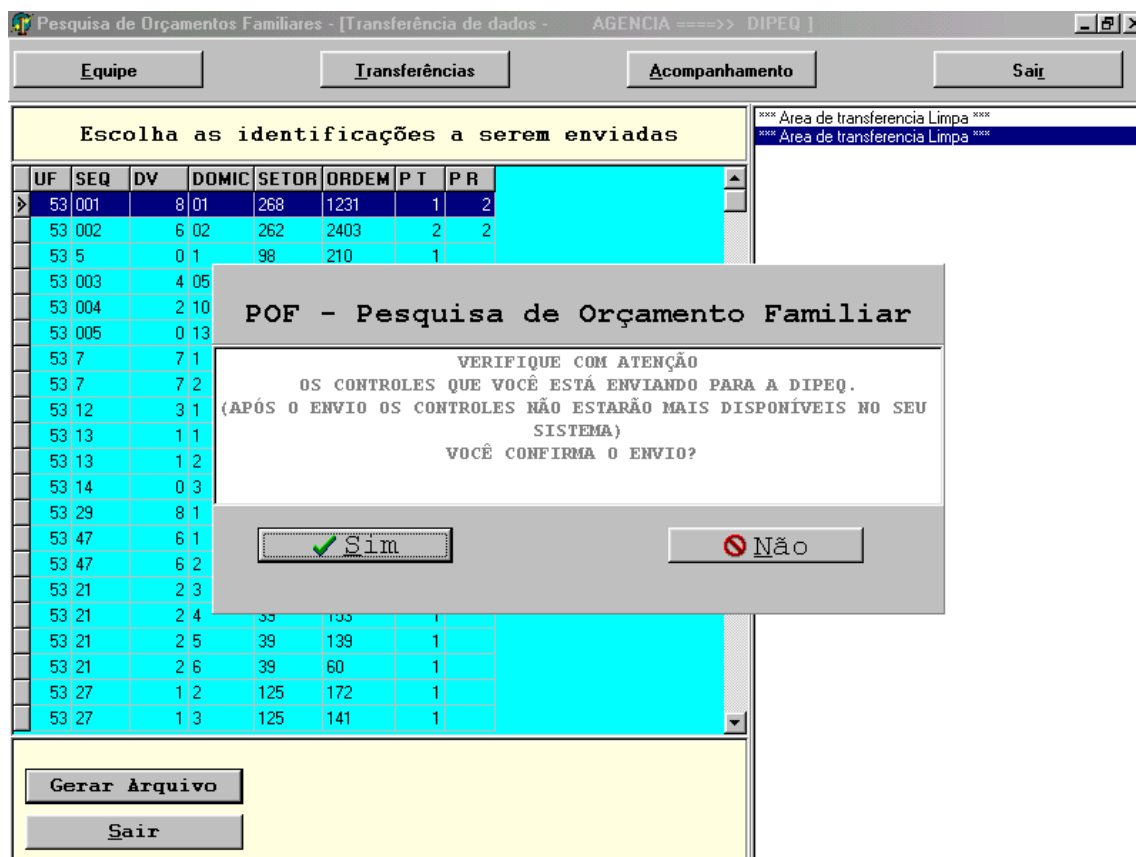 Pesquisa de Orçamentos Familiares - [Transferência de dados - AGENCIA ====>> DIPEQ ]
Equipe Transferências Acompanhamento Sair
Escolha as identificações a serem enviadas
*** Area de transferencia Limpa ***
*** Area de transferencia Limpa ***
UF SEQ DV DOMIC SETOR ORDEM P T P R
53 001 8 01 268 1231 1 2
53 002 6 02 262 2403 2 2
53 5 0 1 98 210 1
53 003 4 05
53 004 2 10
53 005 0 13
53 7 7 1
53 7 7 2
53 12 3 1
53 13 1 1
53 13 1 2
53 14 0 3
53 29 8 1
53 47 6 1
53 47 6 2
53 21 2 3
53 21 2 4 39 153 1
53 21 2 5 39 139 1
53 21 2 6 39 60 1
53 27 1 2 125 172 1
53 27 1 3 125 141 1
POF - Pesquisa de Orçamento Familiar
VERIFIQUE COM ATENÇÃO
OS CONTROLES QUE VOCÊ ESTÁ ENVIANDO PARA A DIPEQ.
(APÓS O ENVIO OS CONTROLES NÃO ESTARÃO MAIS DISPONÍVEIS NO SEU
SISTEMA)
VOCÊ CONFIRMA O ENVIO?
Sim Não
Gerar Arquivo
Sair